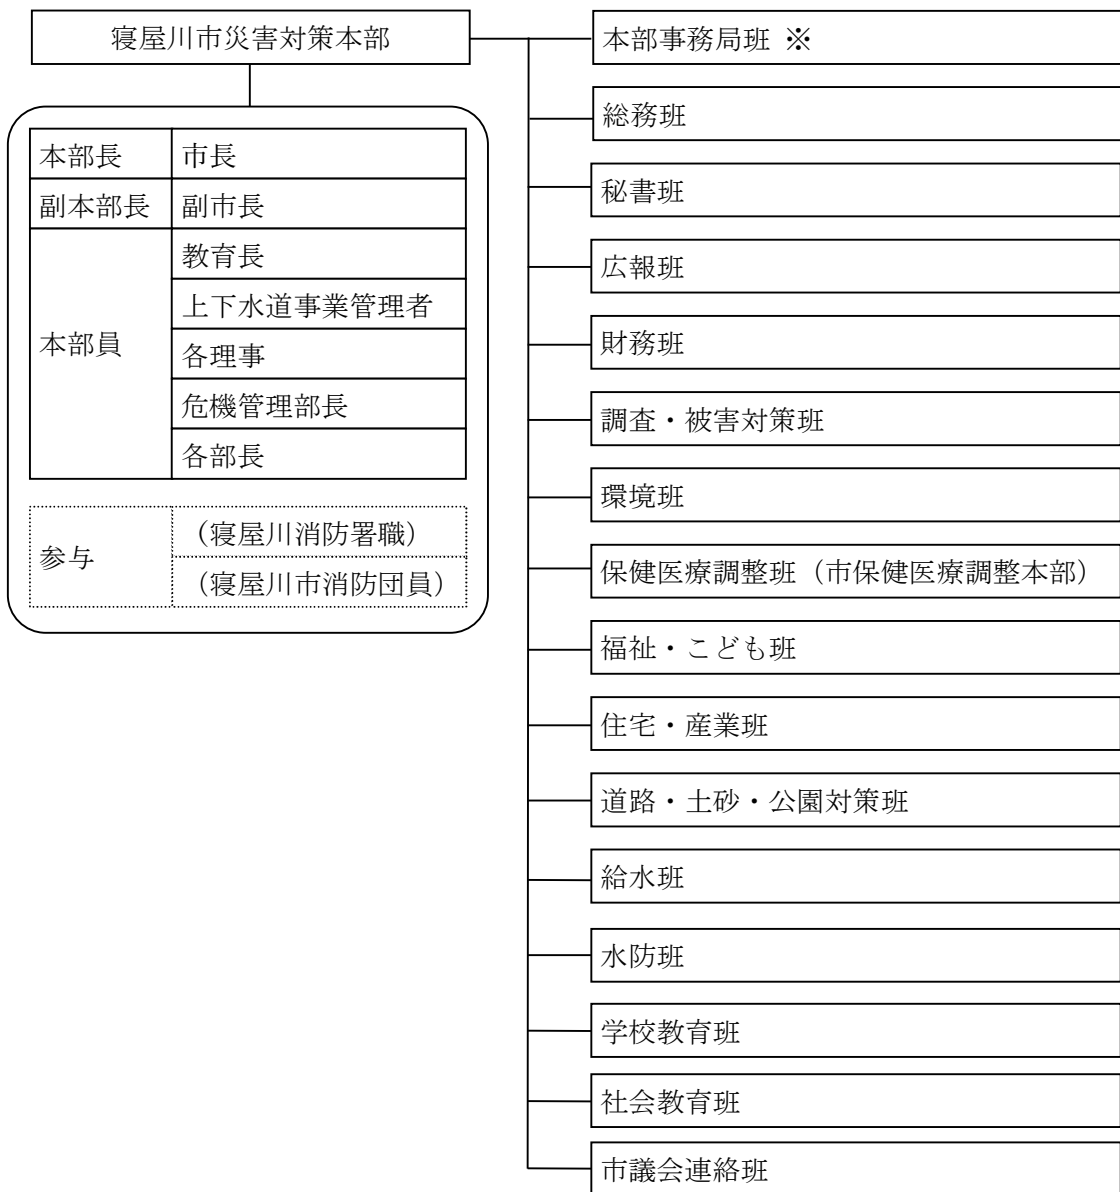 寝屋川市災害対策本部
本部長 市長
副本部長 副市長
本部員
教育長
上下水道事業管理者
各理事
危機管理部長
各部長
参与
（寝屋川消防署職）
（寝屋川市消防団員）
本部事務局班 ※
総務班
秘書班
広報班
財務班
調査・被害対策班
環境班
保健医療調整班（市保健医療調整本部）
福祉・こども班
住宅・産業班
道路・土砂・公園対策班
給水班
水防班
学校教育班
社会教育班
市議会連絡班